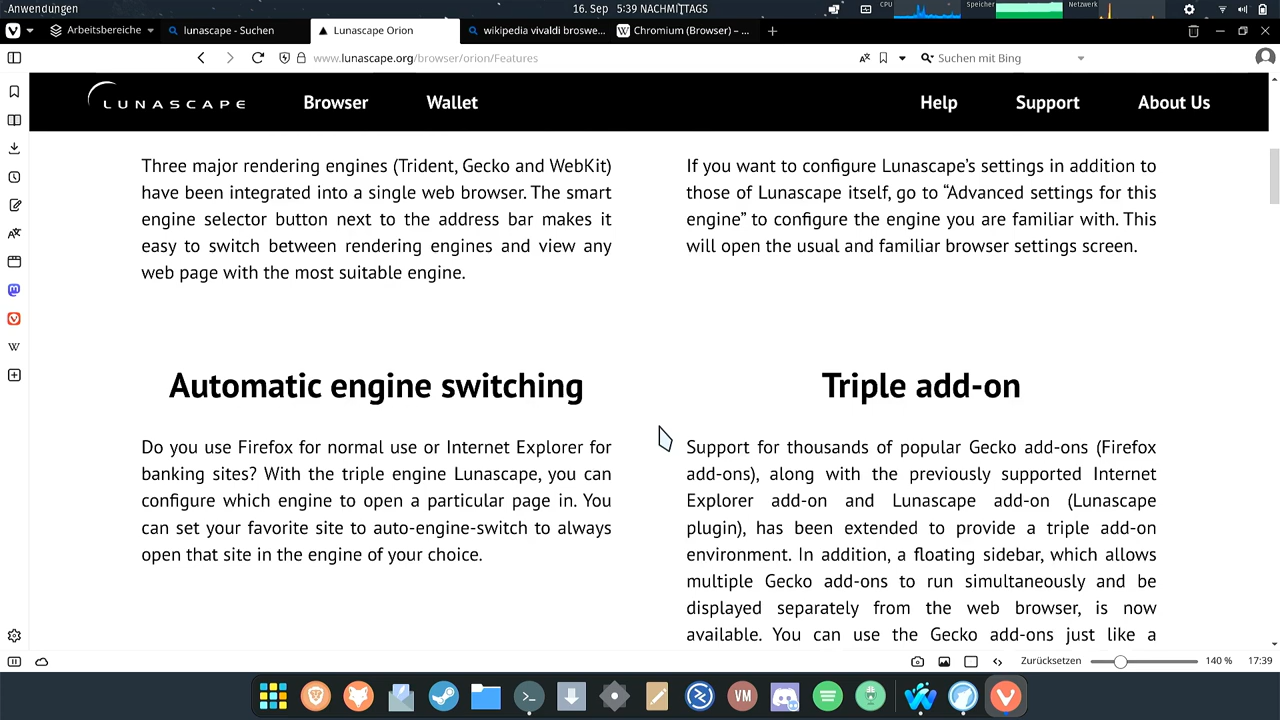 Anwendungen
16. Sep 5:39 NACHMITTAGS
CPU
Speicher
Netzwerk
Arbeitsbereiche
lunascape - Suchen
Lunascape Orion
wikipedia vivaldi broswe...
Chromium (Browser) – ...
www.lunascape.org/browser/orion/Features
Suchen mit Bing
LUNASCAPE
Browser
Wallet
Help
Support
About Us
Three major rendering engines (Trident, Gecko and WebKit)
have been integrated into a single web browser. The smart
engine selector button next to the address bar makes it
easy to switch between rendering engines and view any
web page with the most suitable engine.
If you want to configure Lunascape’s settings in addition to
those of Lunascape itself, go to “Advanced settings for this
engine” to configure the engine you are familiar with. This
will open the usual and familiar browser settings screen.
Automatic engine switching
Do you use Firefox for normal use or Internet Explorer for
banking sites? With the triple engine Lunascape, you can
configure which engine to open a particular page in. You
can set your favorite site to auto-engine-switch to always
open that site in the engine of your choice.
Triple add-on
Support for thousands of popular Gecko add-ons (Firefox
add-ons), along with the previously supported Internet
Explorer add-on and Lunascape add-on (Lunascape
plugin), has been extended to provide a triple add-on
environment. In addition, a floating sidebar, which allows
multiple Gecko add-ons to run simultaneously and be
displayed separately from the web browser, is now
available. You can use the Gecko add-ons just like a
Zurücksetzen
140 %
17:39
VM